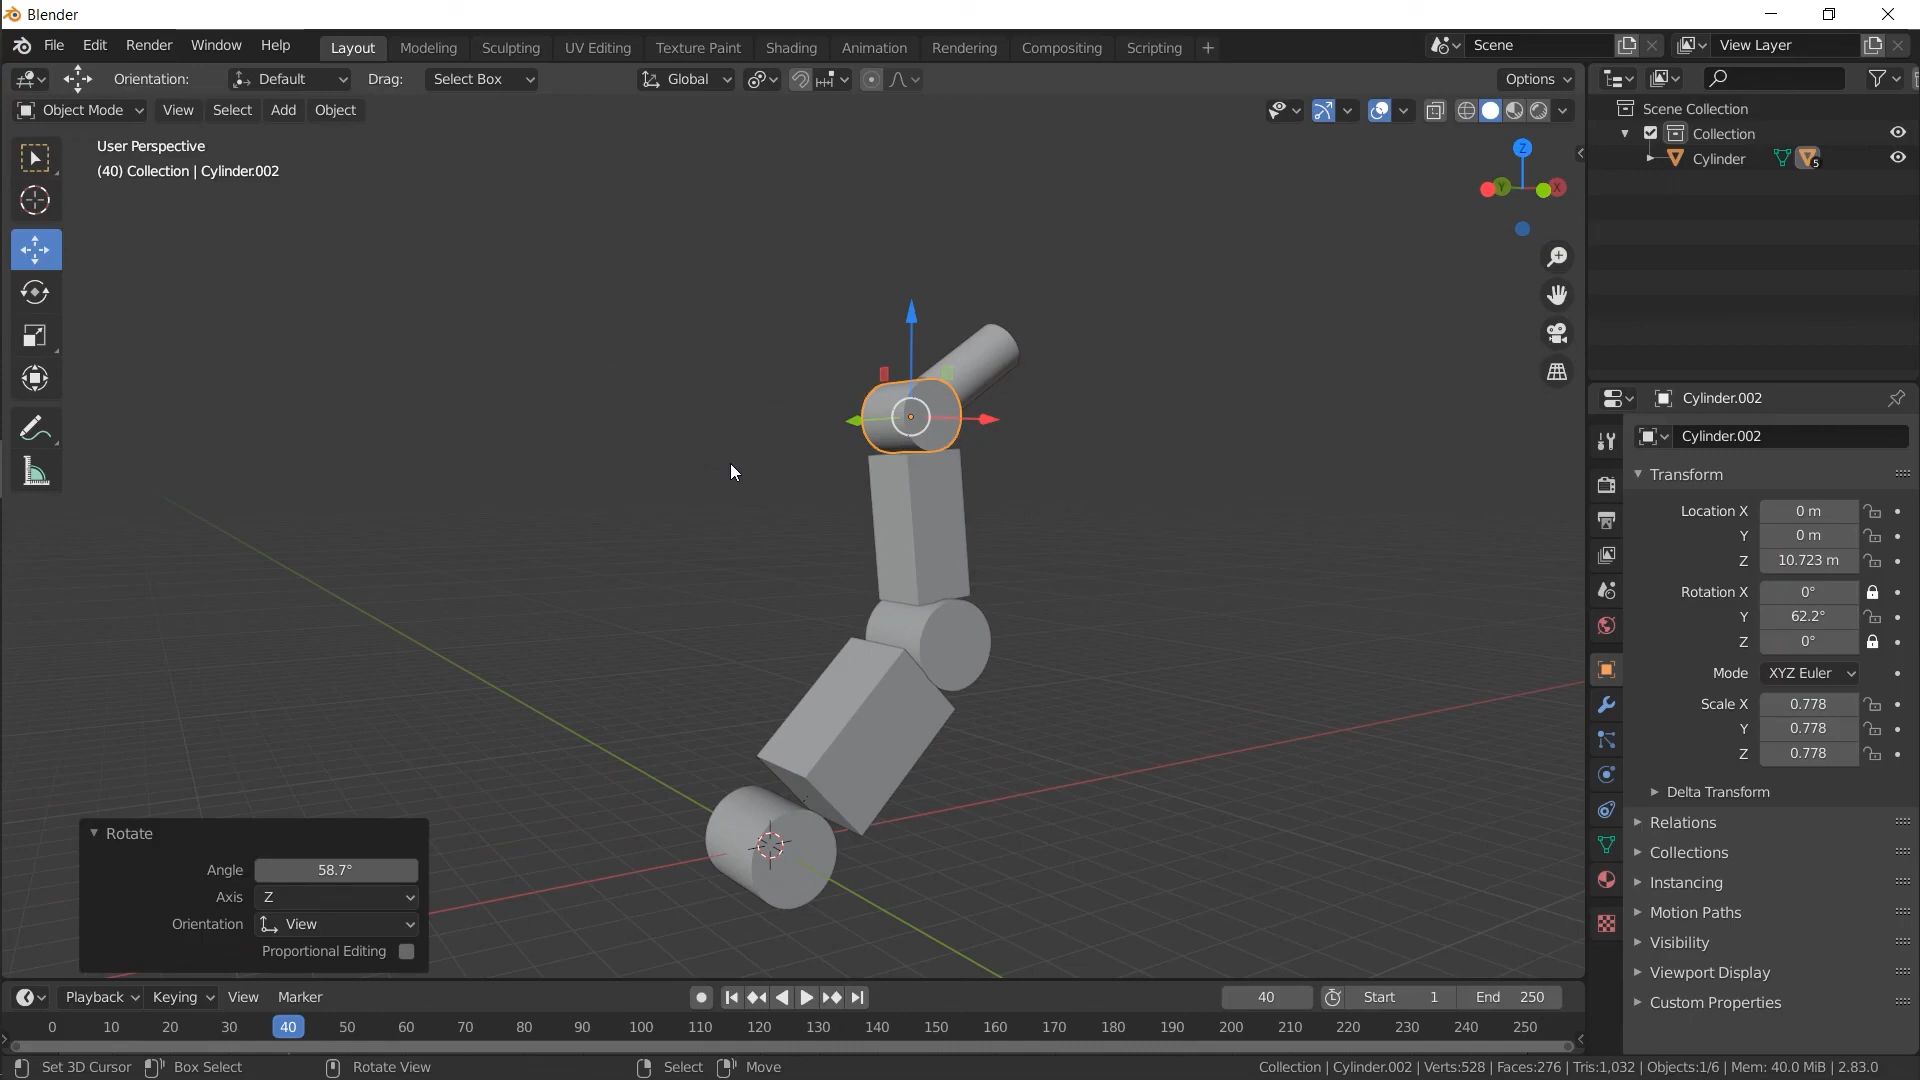 Blender
File Edit Render Window Help Layout Modeling Sculpting UV Editing Texture Paint Shading Animation Rendering Compositing Scripting + Scene View Layer
Orientation: Default Drag: Select Box Global Options
Object Mode View Select Add Object
Scene Collection
Collection
Cylinder 5
User Perspective
(40) Collection | Cylinder.002
Z
Y X
Cylinder.002
Cylinder.002
Transform
Location X 0 m
Y 0 m
Z 10.723 m
Rotation X 0°
Y 62.2°
Z 0°
Mode XYZ Euler
Scale X 0.778
Y 0.778
Z 0.778
Delta Transform
Relations
Collections
Instancing
Motion Paths
Visibility
Viewport Display
Custom Properties
Rotate
Angle 58.7°
Axis Z
Orientation View
Proportional Editing
Playback Keying View Marker 40 Start 1 End 250
0 10 20 30 40 50 60 70 80 90 100 110 120 130 140 150 160 170 180 190 200 210 220 230 240 250
Set 3D Cursor Box Select Rotate View Select Move Collection | Cylinder.002 | Verts:528 | Faces:276 | Tris:1,032 | Objects:1/6 | Mem: 40.0 MiB | 2.83.0